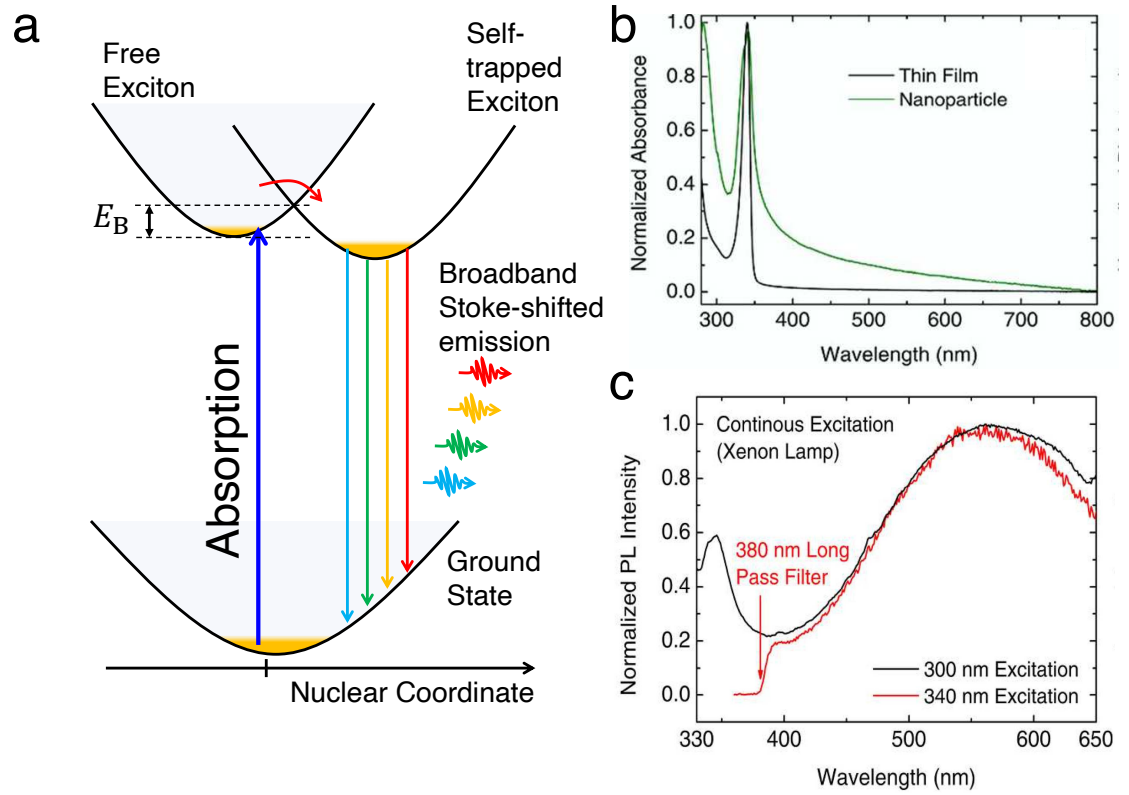 a
Free
Exciton
Self-
trapped
Exciton
E_B
Absorption
Broadband
Stoke-shifted
emission
Ground
State
Nuclear Coordinate
b
1.0
0.8
0.6
0.4
0.2
0.0
Normalized Absorbance
Thin Film
Nanoparticle
300 400 500 600 700 800
Wavelength (nm)
c
1.0
0.8
0.6
0.4
0.2
0.0
Normalized PL Intensity
Continous Excitation
(Xenon Lamp)
380 nm Long
Pass Filter
300 nm Excitation
340 nm Excitation
330 400 500 600 650
Wavelength (nm)